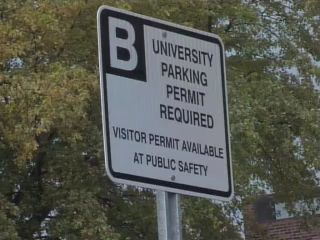 B
UNIVERSITY
PARKING
PERMIT
REQUIRED
VISITOR PERMIT AVAILABLE
AT PUBLIC SAFETY